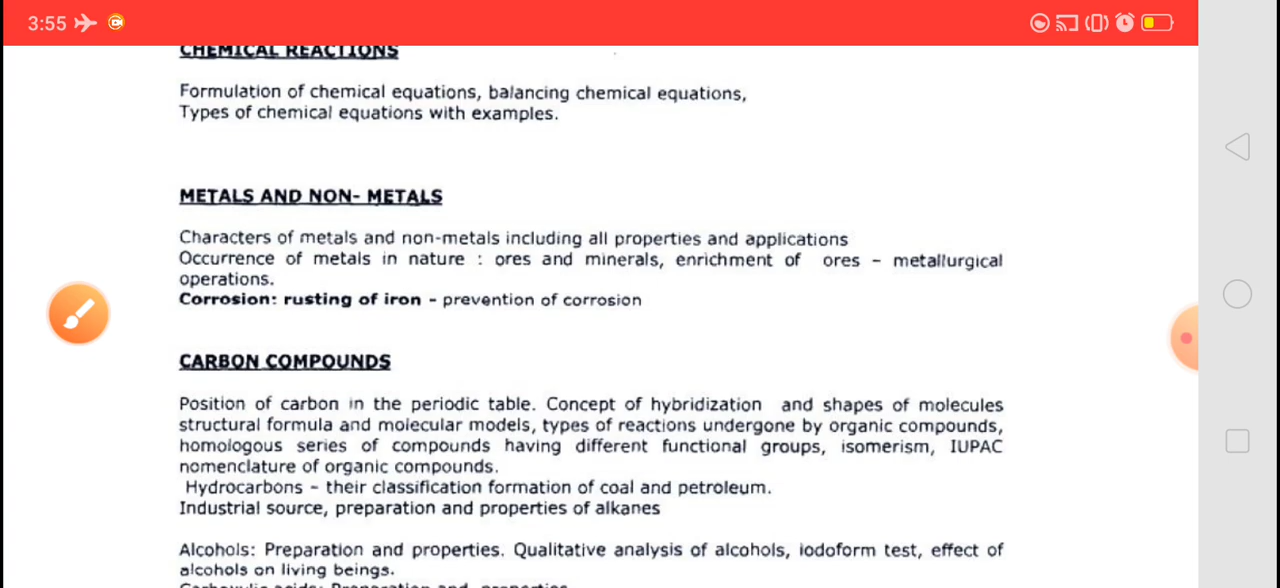 3:55
CHEMICAL REACTIONS
Formulation of chemical equations, balancing chemical equations,
Types of chemical equations with examples.
METALS AND NON- METALS
Characters of metals and non-metals including all properties and applications
Occurrence of metals in nature : ores and minerals, enrichment of ores – metallurgical
operations.
Corrosion: rusting of iron – prevention of corrosion
CARBON COMPOUNDS
Position of carbon in the periodic table. Concept of hybridization and shapes of molecules
structural formula and molecular models, types of reactions undergone by organic compounds,
homologous series of compounds having different functional groups, isomerism, IUPAC
nomenclature of organic compounds.
Hydrocarbons – their classification formation of coal and petroleum.
Industrial source, preparation and properties of alkanes
Alcohols: Preparation and properties. Qualitative analysis of alcohols, iodoform test, effect of
alcohols on living beings.
Carboxylic acids: Preparation and properties